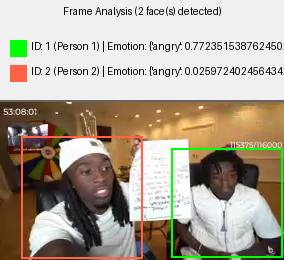 Frame Analysis (2 face(s) detected)
ID: 1 (Person 1) | Emotion: {'angry': 0.772351538762450
ID: 2 (Person 2) | Emotion: {'angry': 0.025972402456434
53:08:01
115375/116000